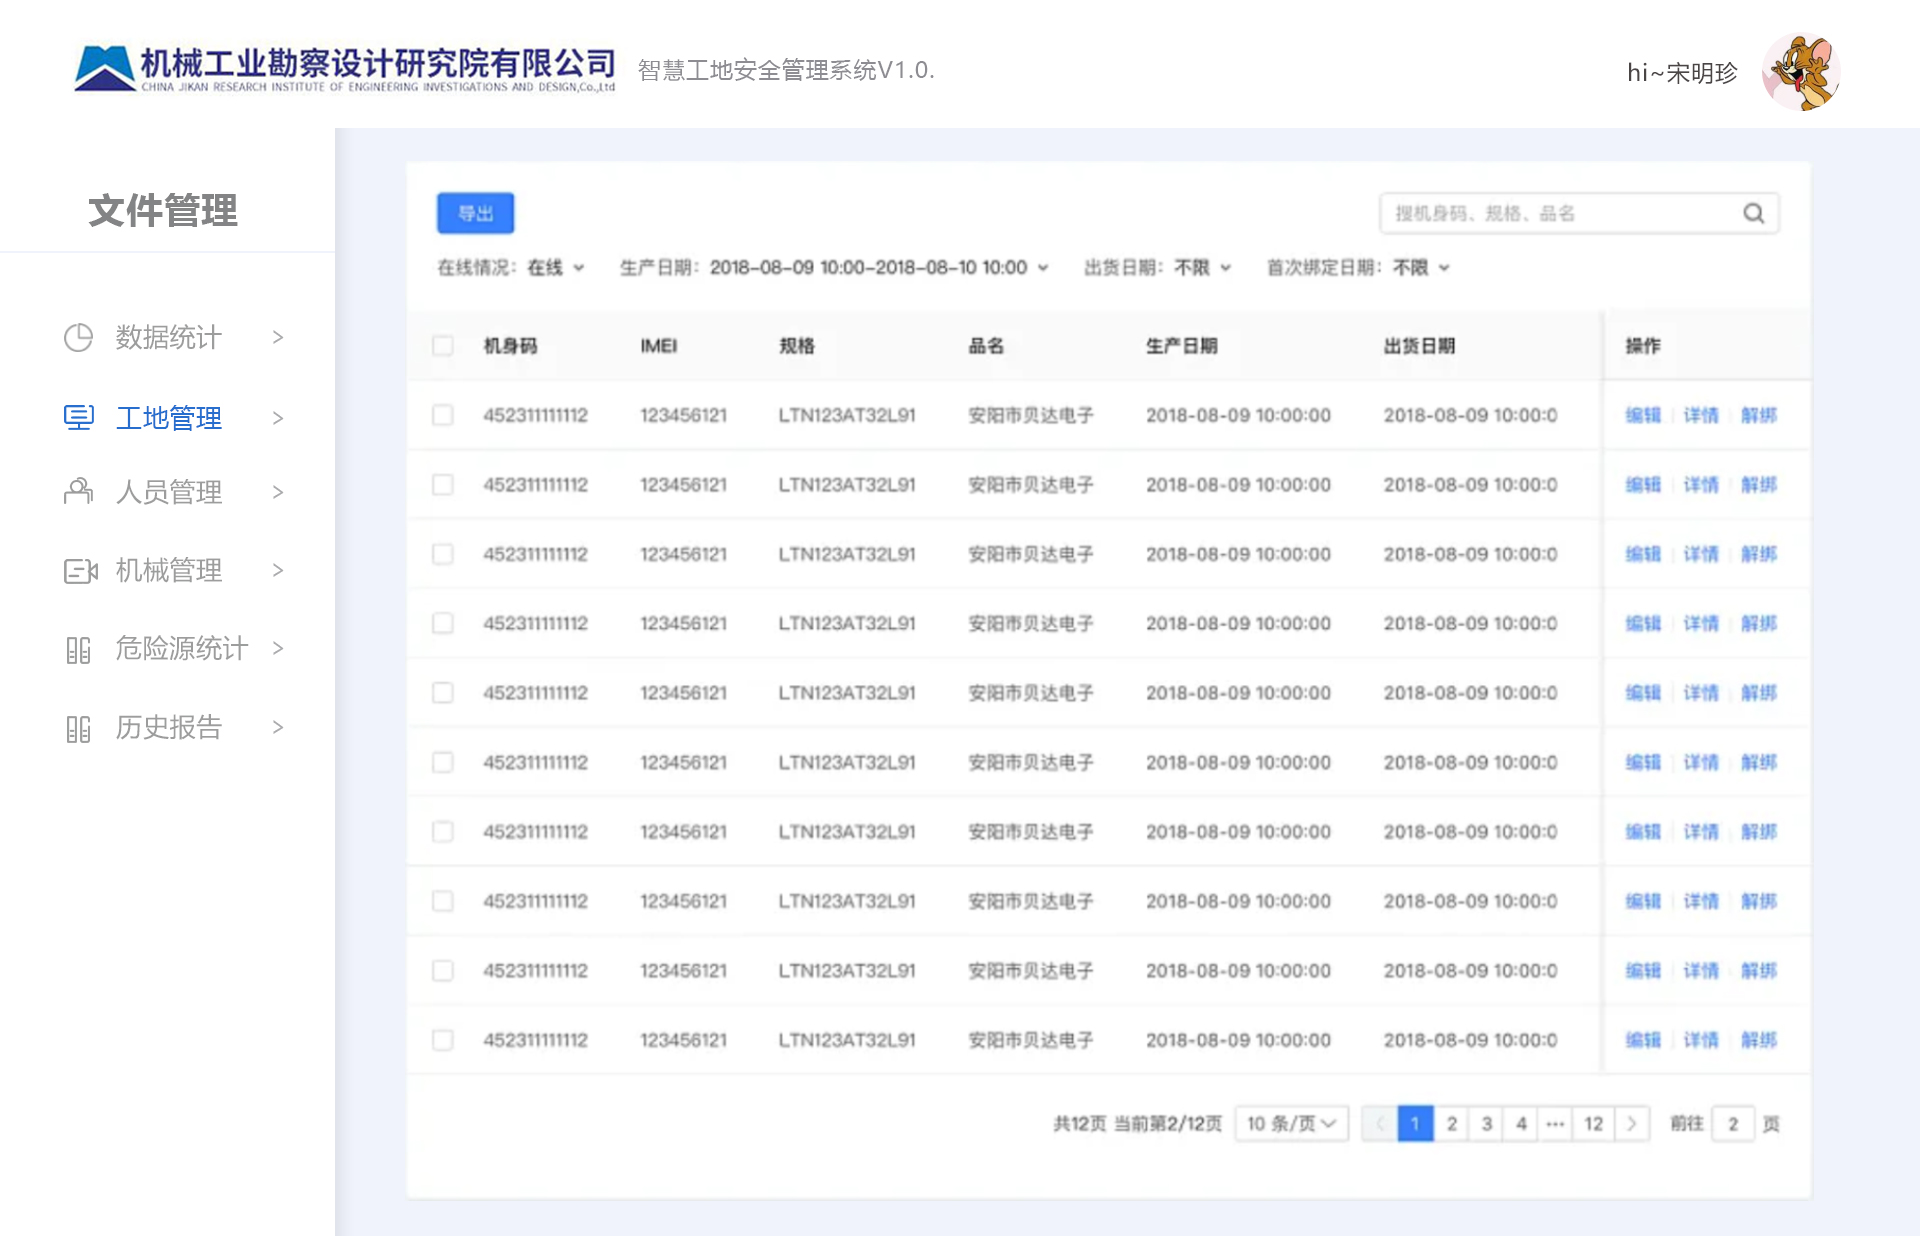 机械工业勘察设计研究院有限公司
CHINA JIKAN RESEARCH INSTITUTE OF ENGINEERING INVESTIGATIONS AND DESIGN,Co.,Ltd
智慧工地安全管理系统V1.0.
hi~宋明珍
文件管理
数据统计 >
工地管理 >
人员管理 >
机械管理 >
危险源统计 >
历史报告 >
导出
搜机身码、规格、品名
在线情况：在线 生产日期：2018-08-09 10:00-2018-08-10 10:00 出货日期：不限 首次绑定日期：不限
机身码 IMEI 规格 品名 生产日期 出货日期 操作
452311111112 123456121 LTN123AT32L91 安阳市贝达电子 2018-08-09 10:00:00 2018-08-09 10:00:0 编辑 详情 解绑
452311111112 123456121 LTN123AT32L91 安阳市贝达电子 2018-08-09 10:00:00 2018-08-09 10:00:0 编辑 详情 解绑
452311111112 123456121 LTN123AT32L91 安阳市贝达电子 2018-08-09 10:00:00 2018-08-09 10:00:0 编辑 详情 解绑
452311111112 123456121 LTN123AT32L91 安阳市贝达电子 2018-08-09 10:00:00 2018-08-09 10:00:0 编辑 详情 解绑
452311111112 123456121 LTN123AT32L91 安阳市贝达电子 2018-08-09 10:00:00 2018-08-09 10:00:0 编辑 详情 解绑
452311111112 123456121 LTN123AT32L91 安阳市贝达电子 2018-08-09 10:00:00 2018-08-09 10:00:0 编辑 详情 解绑
452311111112 123456121 LTN123AT32L91 安阳市贝达电子 2018-08-09 10:00:00 2018-08-09 10:00:0 编辑 详情 解绑
452311111112 123456121 LTN123AT32L91 安阳市贝达电子 2018-08-09 10:00:00 2018-08-09 10:00:0 编辑 详情 解绑
452311111112 123456121 LTN123AT32L91 安阳市贝达电子 2018-08-09 10:00:00 2018-08-09 10:00:0 编辑 详情 解绑
452311111112 123456121 LTN123AT32L91 安阳市贝达电子 2018-08-09 10:00:00 2018-08-09 10:00:0 编辑 详情 解绑
共12页 当前第2/12页 10 条/页 < 1 2 3 4 ··· 12 > 前往 2 页